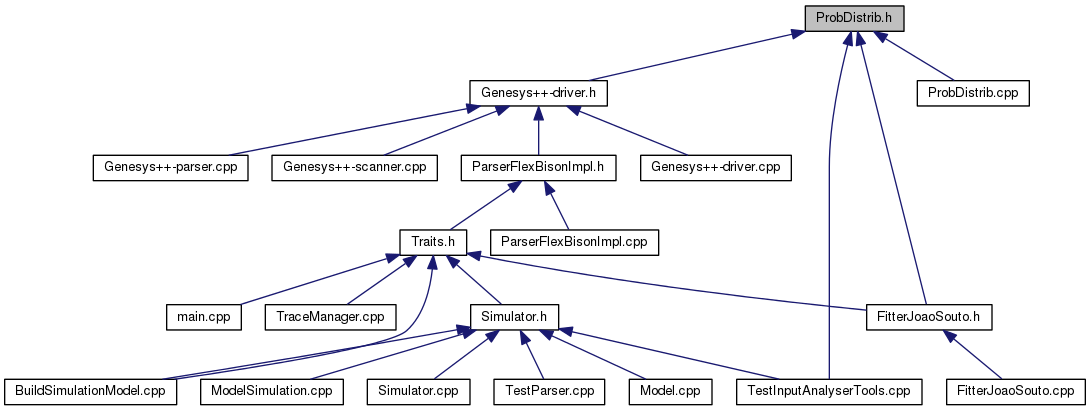 ProbDistrib.h
Genesys++-driver.h
ProbDistrib.cpp
Genesys++-parser.cpp
Genesys++-scanner.cpp
ParserFlexBisonImpl.h
Genesys++-driver.cpp
Traits.h
ParserFlexBisonImpl.cpp
main.cpp
TraceManager.cpp
Simulator.h
FitterJoaoSouto.h
BuildSimulationModel.cpp
ModelSimulation.cpp
Simulator.cpp
TestParser.cpp
Model.cpp
TestInputAnalyserTools.cpp
FitterJoaoSouto.cpp